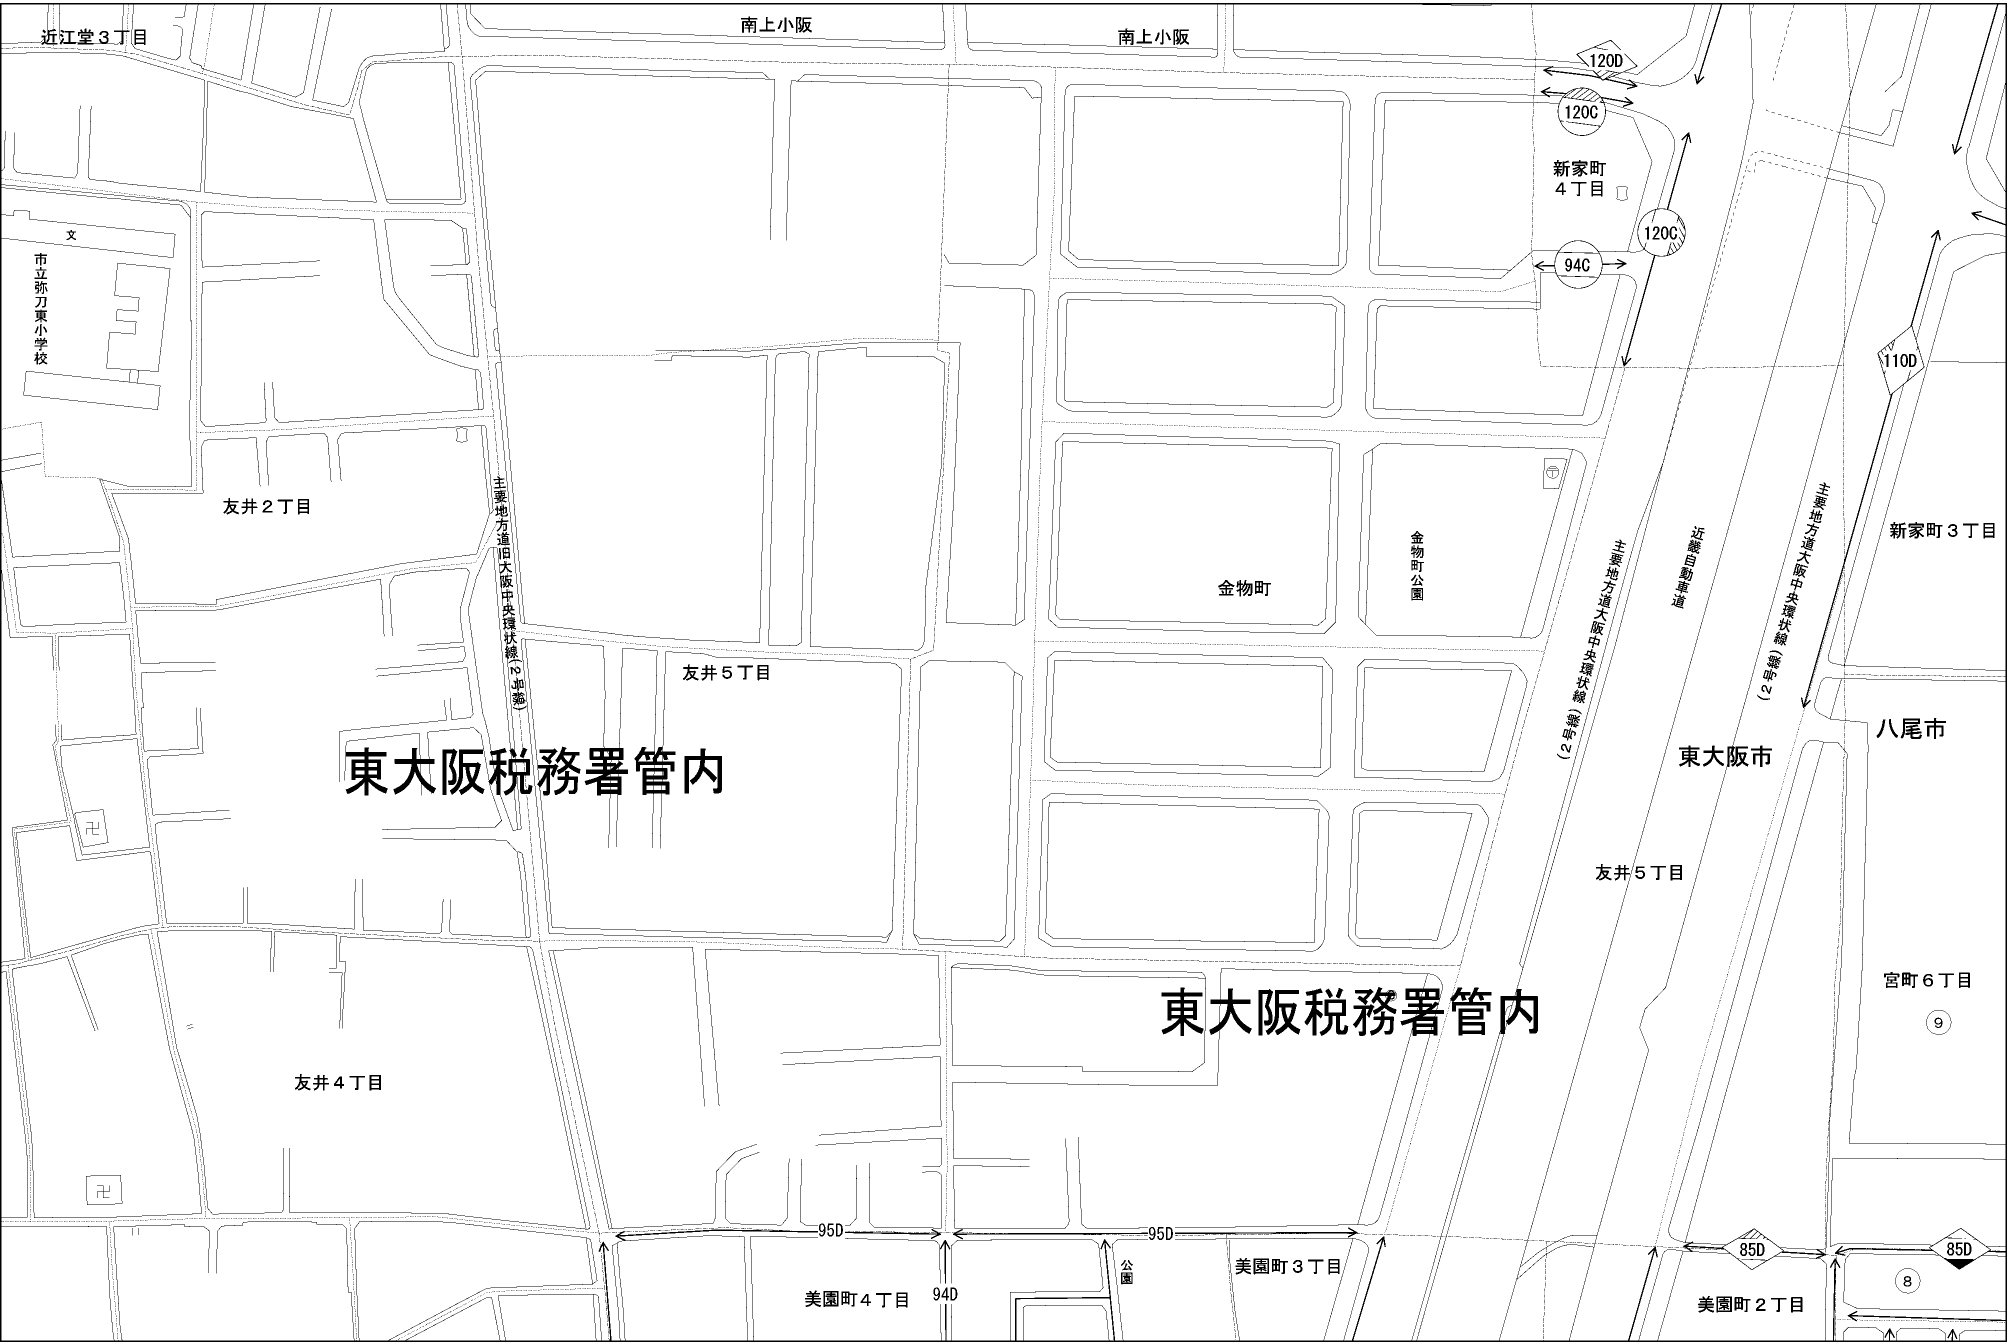 近江堂３丁目
南上小阪
南上小阪
120D
120C
新家町
４丁目
120C
94C
文
市立弥刀東小学校
110D
友井２丁目
主要地方道旧大阪中央環状線(２号線)
金物町
金物町公園
主要地方道大阪中央環状線
(２号線)
近畿自動車道
主要地方道大阪中央環状線
(２号線)
新家町３丁目
友井５丁目
八尾市
東大阪市
東大阪税務署管内
友井５丁目
宮町６丁目
9
東大阪税務署管内
友井４丁目
95D
95D
85D
85D
公園
美園町３丁目
8
94D
美園町４丁目
美園町２丁目